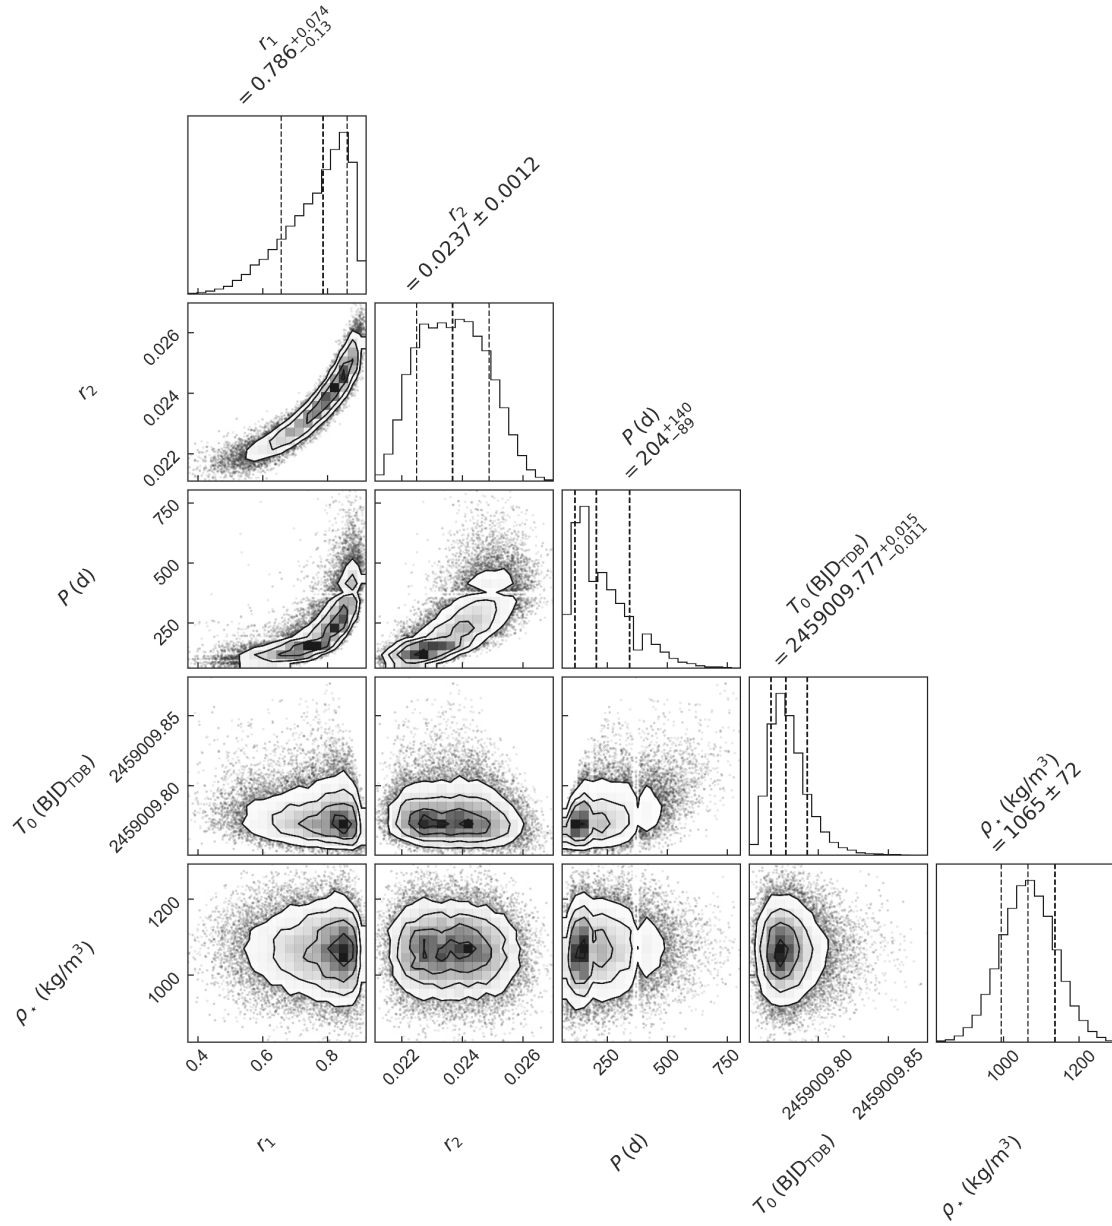 r₁
= 0.786⁺⁰·⁰⁷⁴₋₀.₁₃
r₂
= 0.0237 ± 0.0012
P (d)
= 204⁺¹⁴⁰₋₈₉
T₀ (BJD_TDB)
= 2459009.777⁺⁰·⁰¹⁵₋₀.₀₁₁
ρ⋆ (kg/m³)
= 1065 ± 72
r₂
0.026
0.024
0.022
P (d)
750
500
250
T₀ (BJD_TDB)
2459009.85
2459009.80
ρ⋆ (kg/m³)
1200
1000
0.4 0.6 0.8
0.022 0.024 0.026
250 500 750
2459009.80 2459009.85
1000 1200
r₁
r₂
P (d)
T₀ (BJD_TDB)
ρ⋆ (kg/m³)